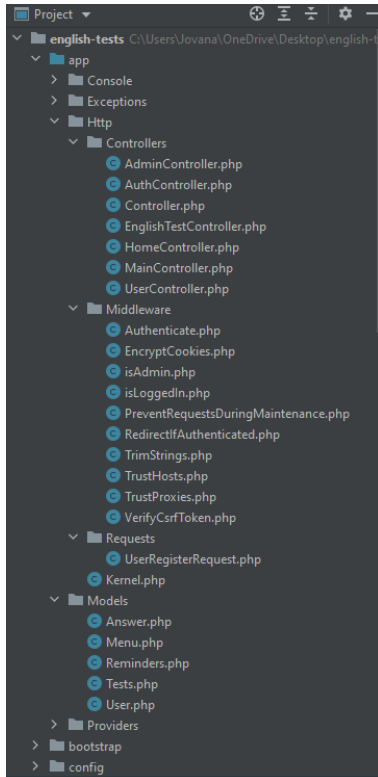 Project
english-tests C:\Users\Jovana\OneDrive\Desktop\english-t
app
Console
Exceptions
Http
Controllers
AdminController.php
AuthController.php
Controller.php
EnglishTestController.php
HomeController.php
MainController.php
UserController.php
Middleware
Authenticate.php
EncryptCookies.php
isAdmin.php
isLoggedIn.php
PreventRequestsDuringMaintenance.php
RedirectIfAuthenticated.php
TrimStrings.php
TrustHosts.php
TrustProxies.php
VerifyCsrfToken.php
Requests
UserRegisterRequest.php
Kernel.php
Models
Answer.php
Menu.php
Reminders.php
Tests.php
User.php
Providers
bootstrap
config